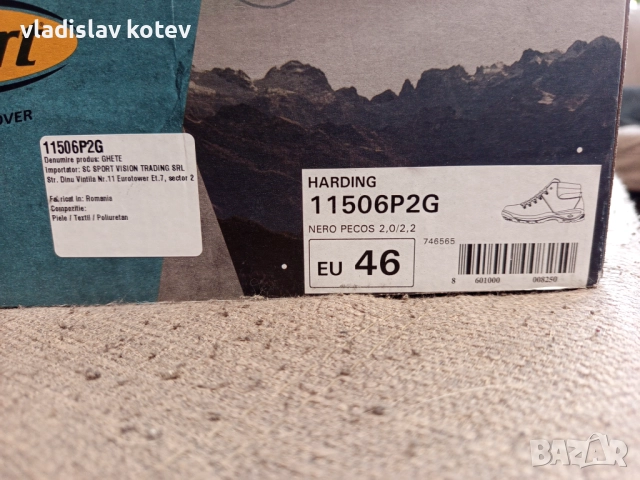 vladislav kotev
rt
OVER
11506P2G
Denumire produs: GHETE
Importator: SC SPORT VISION TRADING SRL
Str. Dinu Vintila Nr.11 Eurotower Et.7, sector 2
Fabricat in: Romania
Compozitie:
Piele / Textil / Poliuretan
HARDING
11506P2G
NERO PECOS 2,0/2,2
746565
EU 46
8 601000 008250
BAZAR